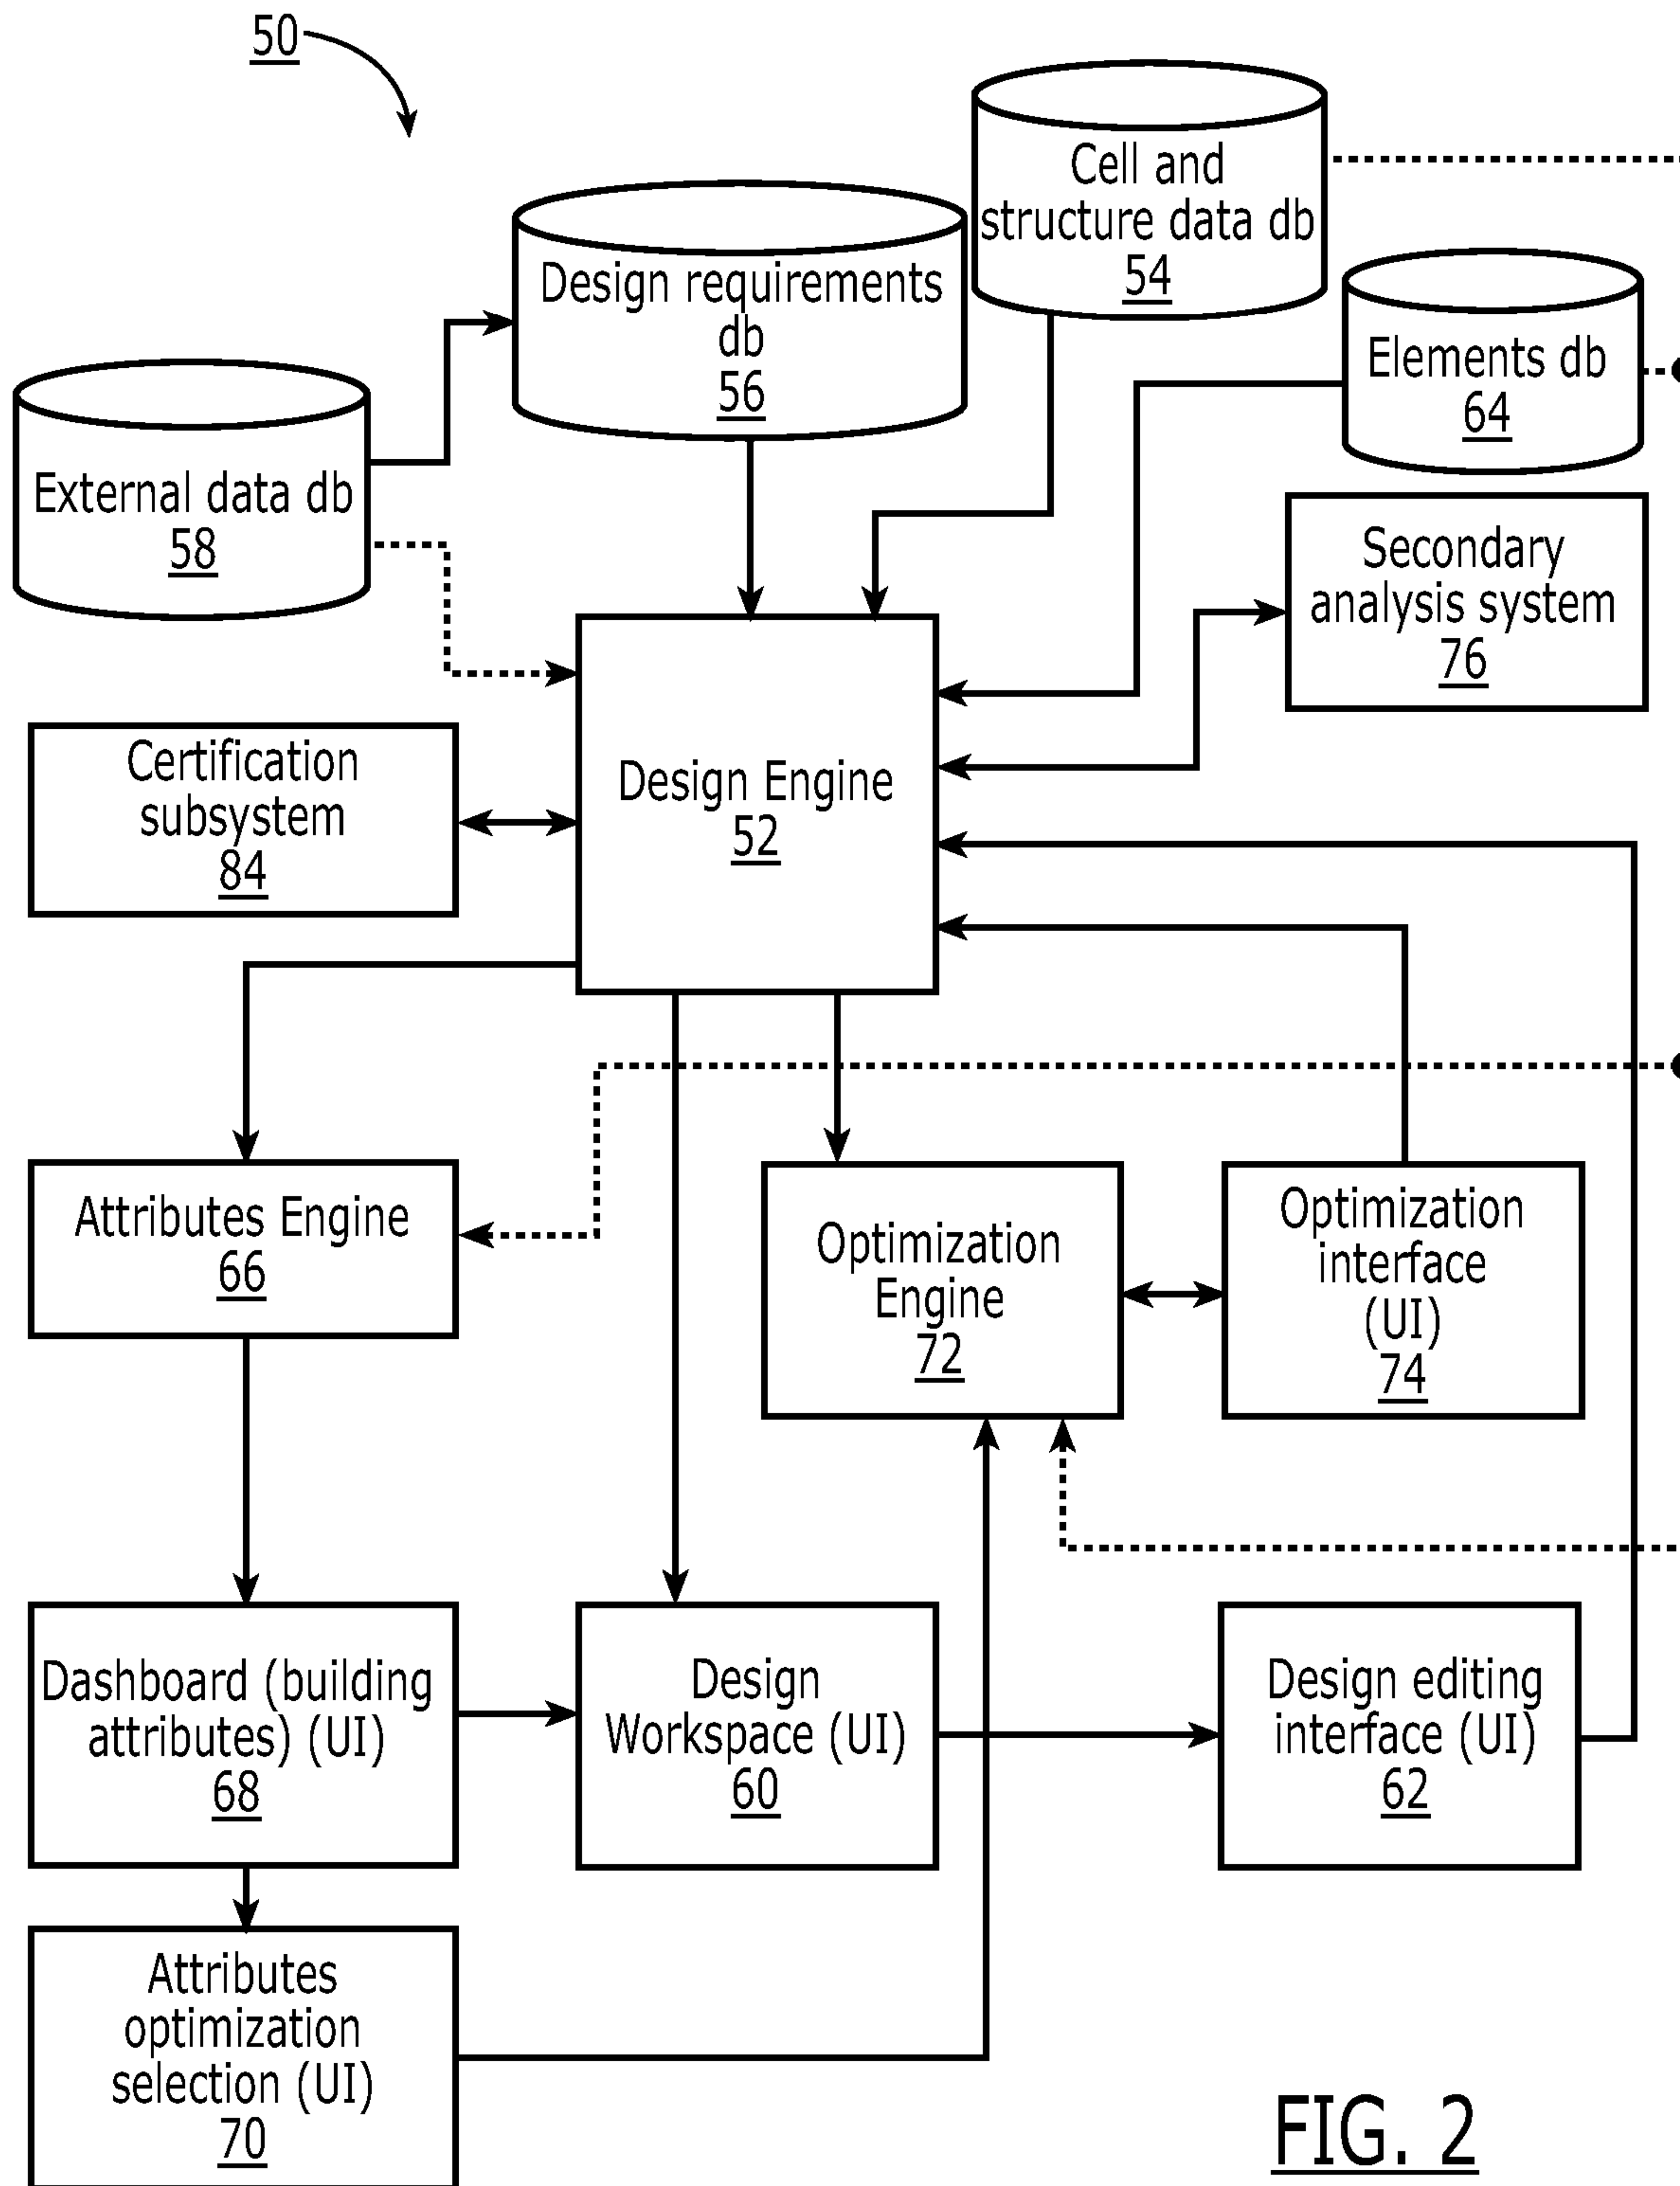 50
Cell and
structure data db
54
Design requirements
db
56
Elements db
64
External data db
58
Secondary
analysis system
76
Certification
subsystem
84
Design Engine
52
Attributes Engine
66
Optimization
Engine
72
Optimization
interface
(UI)
74
Dashboard (building
attributes) (UI)
68
Design
Workspace (UI)
60
Design editing
interface (UI)
62
Attributes
optimization
selection (UI)
70
FIG. 2